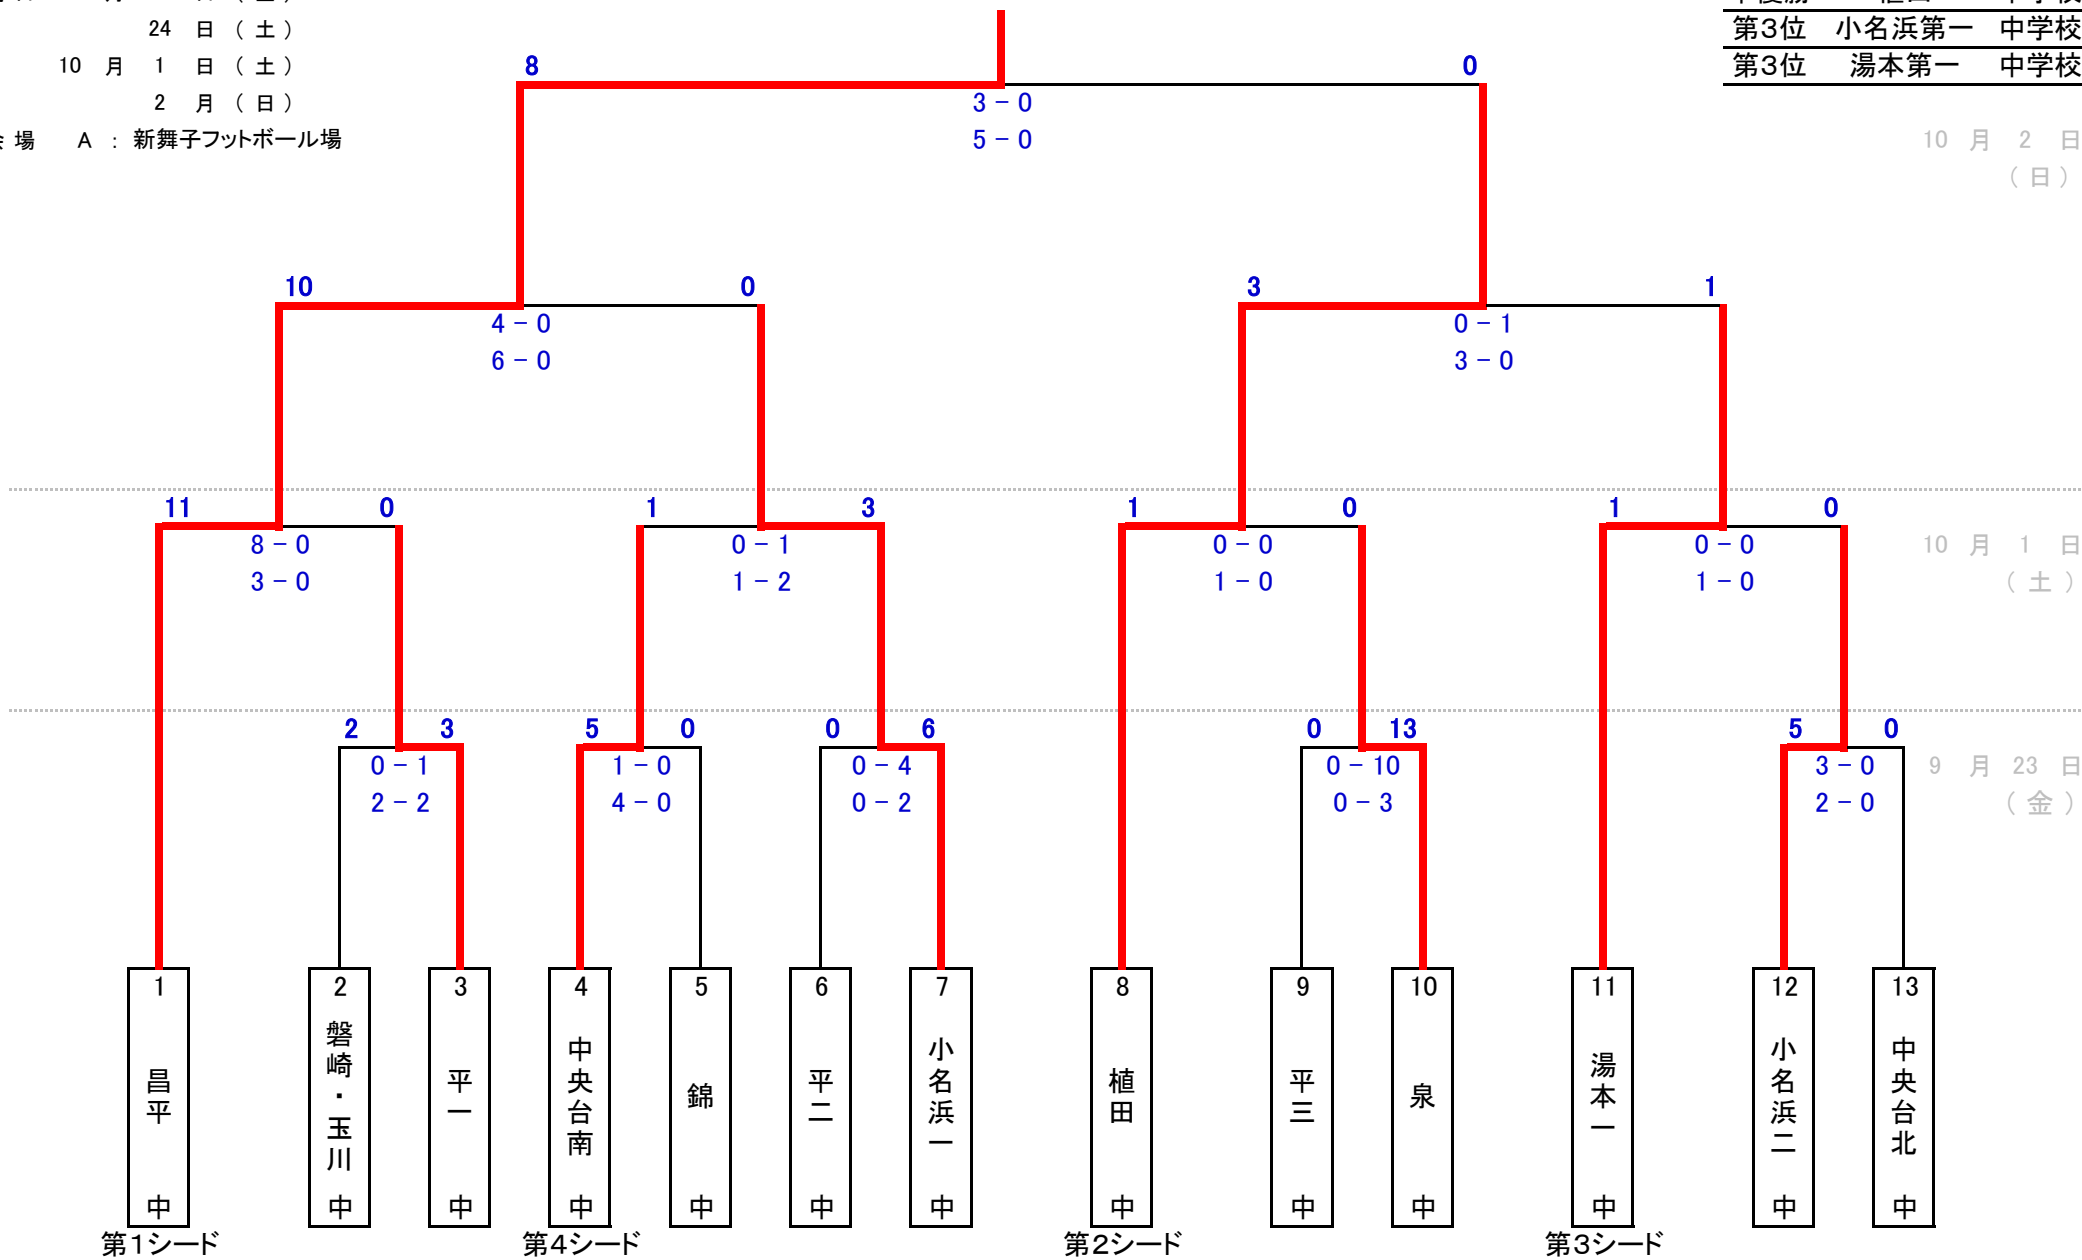 24 日 ( 土 )
10 月 1 日 ( 土 )
2 月 ( 日 )
場 A : 新舞子フットボール場
第3位 小名浜第一 中学校
第3位 湯本第一 中学校
8 0
3 - 0
5 - 0
10 月 2 日
( 日 )
10 0
4 - 0
6 - 0
3 1
0 - 1
3 - 0
11 0
8 - 0
3 - 0
1 3
0 - 1
1 - 2
1 0
0 - 0
1 - 0
1 0
0 - 0
1 - 0
10 月 1 日
( 土 )
2 3
0 - 1
2 - 2
5 0
1 - 0
4 - 0
0 6
0 - 4
0 - 2
0 13
0 - 10
0 - 3
5 0
3 - 0
2 - 0
9 月 23 日
( 金 )
1 昌平 中
2 磐崎・玉川 中
3 平一 中
4 中央台南 中
5 錦 中
6 平二 中
7 小名浜一 中
8 植田 中
9 平三 中
10 泉 中
11 湯本一 中
12 小名浜二 中
13 中央台北 中
第1シード
第4シード
第2シード
第3シード